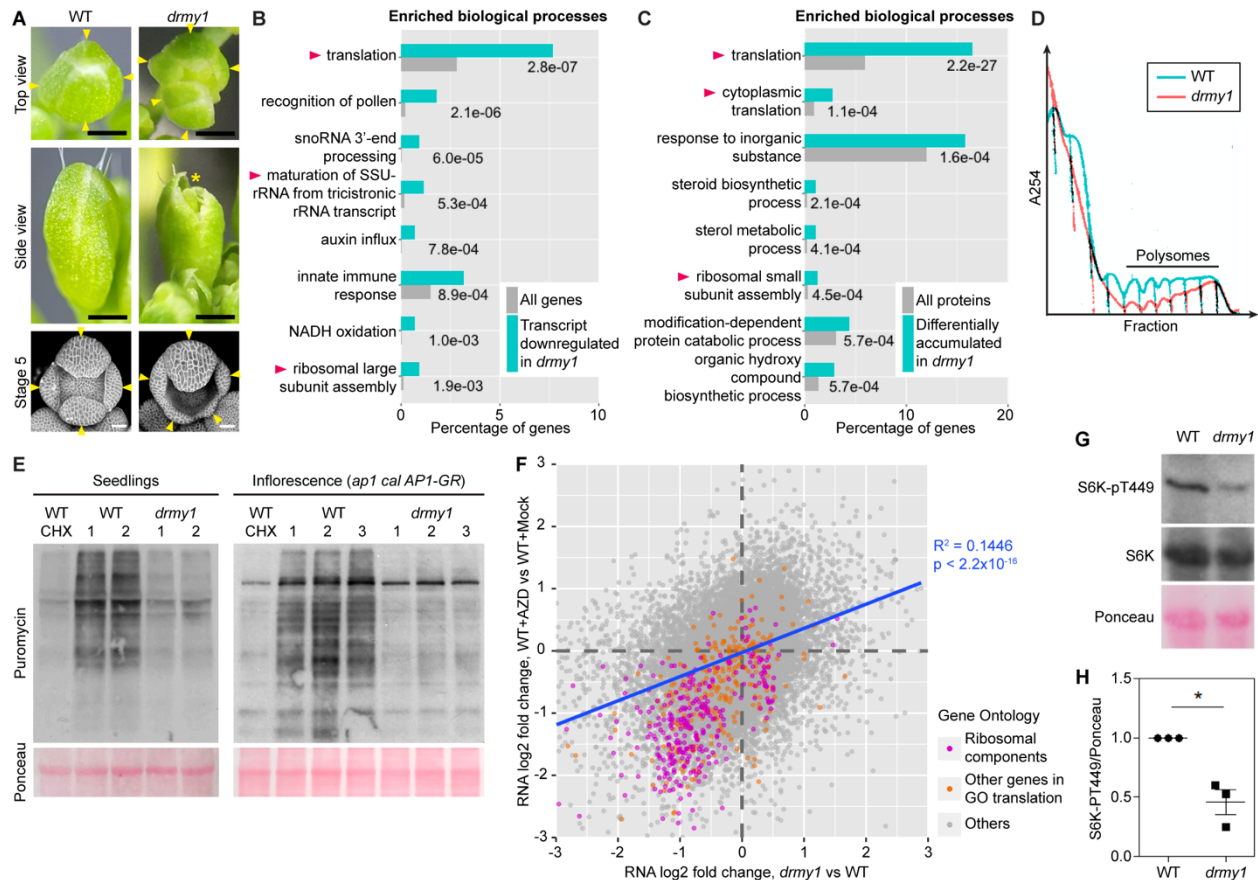 A
WT
drmy1
Top view
Side view
*
Stage 5
B
Enriched biological processes
translation
2.8e-07
recognition of pollen
2.1e-06
snoRNA 3'-end
processing
6.0e-05
maturation of SSU-
rRNA from tricistronic
rRNA transcript
5.3e-04
auxin influx
7.8e-04
innate immune
response
8.9e-04
NADH oxidation
1.0e-03
ribosomal large
subunit assembly
1.9e-03
All genes
Transcript
downregulated
in drmy1
0
5
10
Percentage of genes
C
Enriched biological processes
translation
2.2e-27
cytoplasmic
translation
1.1e-04
response to inorganic
substance
1.6e-04
steroid biosynthetic
process
2.1e-04
sterol metabolic
process
4.1e-04
ribosomal small
subunit assembly
4.5e-04
modification-dependent
protein catabolic process
5.7e-04
organic hydroxy
compound
biosynthetic process
5.7e-04
All proteins
Differentially
accumulated
in drmy1
0
10
20
Percentage of genes
D
WT
drmy1
A254
Polysomes
Fraction
E
Seedlings
WT
WT
drmy1
CHX
1
2
1
2
Inflorescence (ap1 cal AP1-GR)
WT
WT
drmy1
CHX
1
2
3
1
2
3
Puromycin
Ponceau
F
RNA log2 fold change, WT+AZD vs WT+Mock
3
2
1
0
-1
-2
-3
-3
-2
-1
0
1
2
3
RNA log2 fold change, drmy1 vs WT
R² = 0.1446
p < 2.2x10⁻¹⁶
Gene Ontology
Ribosomal
components
Other genes in
GO translation
Others
G
WT
drmy1
S6K-pT449
S6K
Ponceau
H
S6K-PT449/Ponceau
1.5
1.0
0.5
0.0
*
WT
drmy1